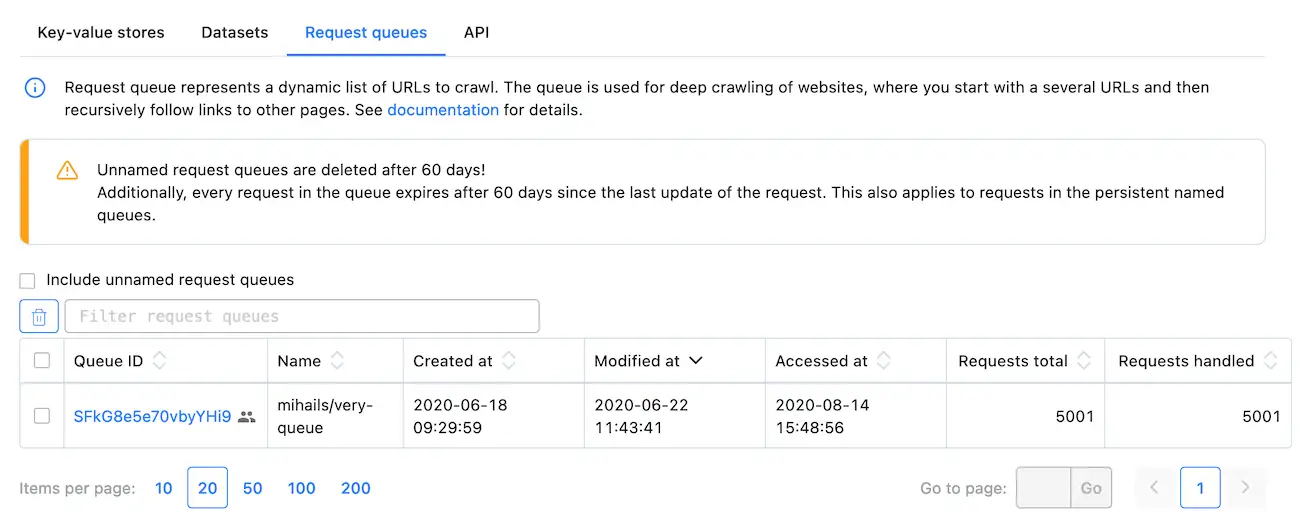 Key-value stores Datasets Request queues API
Request queue represents a dynamic list of URLs to crawl. The queue is used for deep crawling of websites, where you start with a several URLs and then
recursively follow links to other pages. See documentation for details.
Unnamed request queues are deleted after 60 days!
Additionally, every request in the queue expires after 60 days since the last update of the request. This also applies to requests in the persistent named
queues.
Include unnamed request queues
Filter request queues
Queue ID Name Created at Modified at Accessed at Requests total Requests handled
SFkG8e5e70vbyYHi9 mihails/very-queue 2020-06-18 09:29:59 2020-06-22 11:43:41 2020-08-14 15:48:56 5001 5001
Items per page: 10 20 50 100 200 Go to page: Go 1